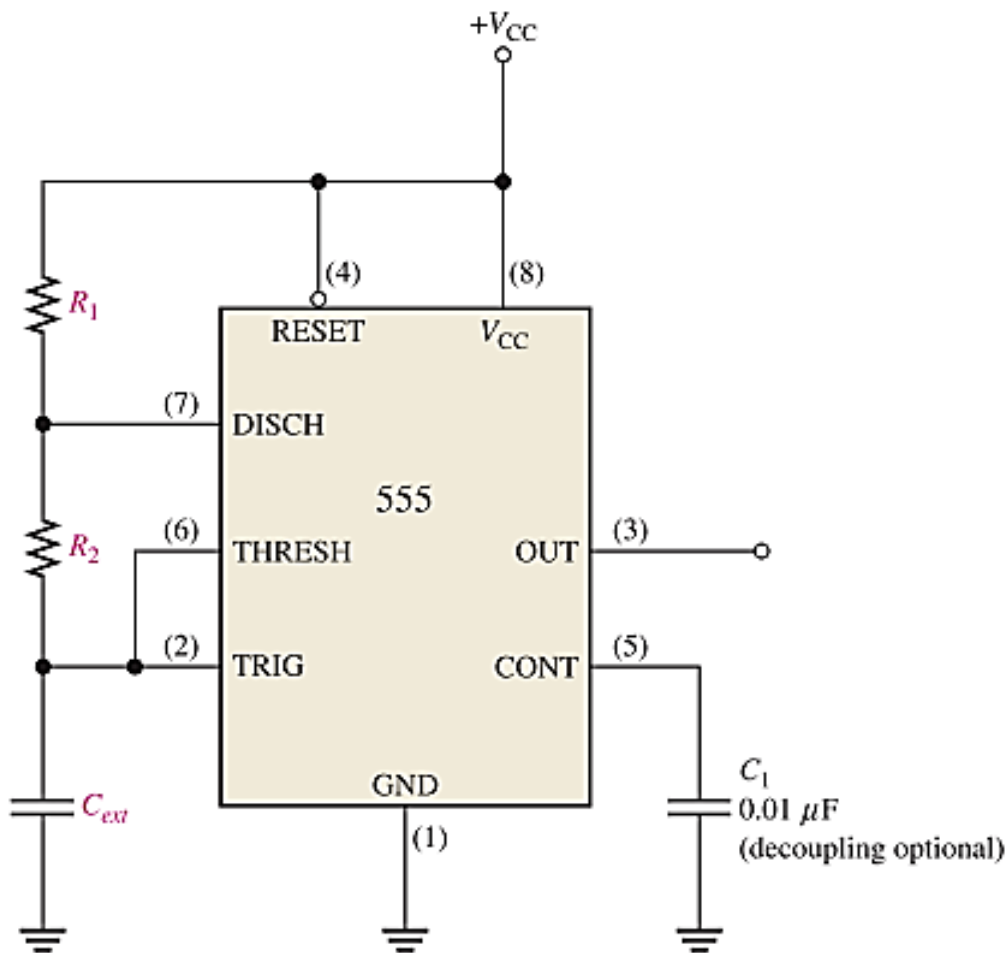 +VCC
(4)
(8)
R1
RESET
VCC
(7)
DISCH
555
(6)
THRESH
OUT
(3)
R2
(2)
TRIG
CONT
(5)
GND
(1)
Cext
C1
0.01 μF
(decoupling optional)